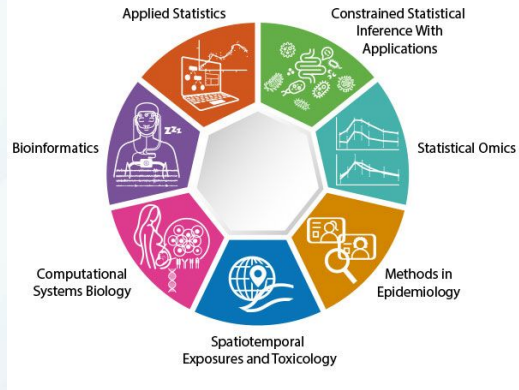 Applied Statistics
Constrained Statistical
Inference With
Applications
Bioinformatics
zzz
Statistical Omics
Computational
Systems Biology
Methods in
Epidemiology
Spatiotemporal
Exposures and Toxicology